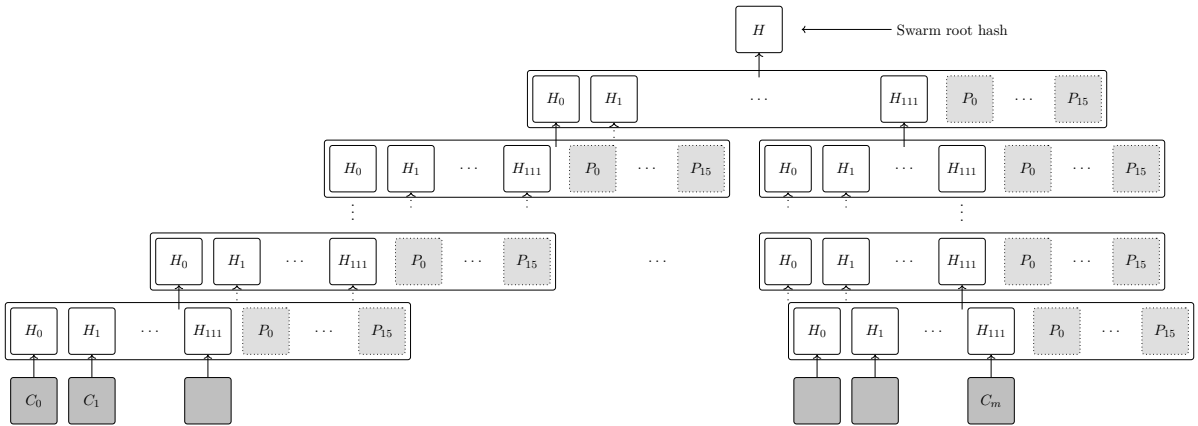 H Swarm root hash
H₀ H₁ ··· H₁₁₁ P₀ ··· P₁₅
H₀ H₁ ··· H₁₁₁ P₀ ··· P₁₅ H₀ H₁ ··· H₁₁₁ P₀ ··· P₁₅
⋮ ⋮
H₀ H₁ ··· H₁₁₁ P₀ ··· P₁₅ ··· H₀ H₁ ··· H₁₁₁ P₀ ··· P₁₅
H₀ H₁ ··· H₁₁₁ P₀ ··· P₁₅ H₀ H₁ ··· H₁₁₁ P₀ ··· P₁₅
C₀ C₁ Cₘ